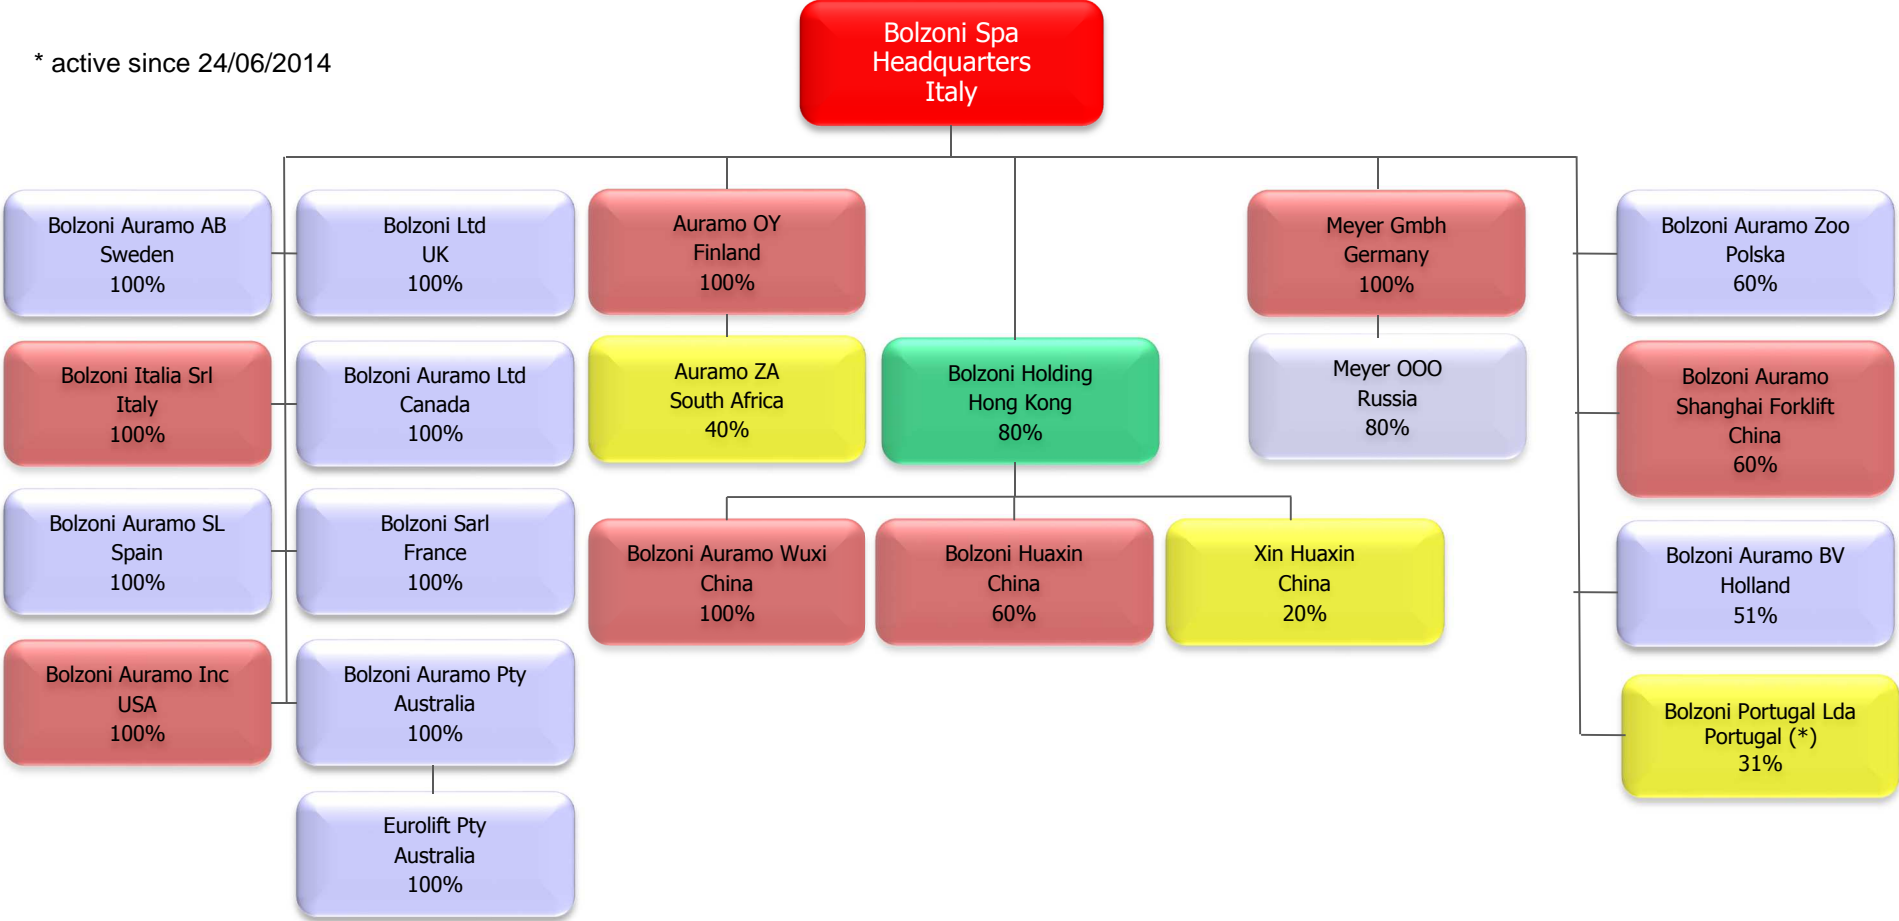 * active since 24/06/2014
Bolzoni Spa
Headquarters
Italy
Bolzoni Auramo AB
Sweden
100%
Bolzoni Ltd
UK
100%
Auramo OY
Finland
100%
Meyer Gmbh
Germany
100%
Bolzoni Auramo Zoo
Polska
60%
Bolzoni Italia Srl
Italy
100%
Bolzoni Auramo Ltd
Canada
100%
Auramo ZA
South Africa
40%
Bolzoni Holding
Hong Kong
80%
Meyer OOO
Russia
80%
Bolzoni Auramo
Shanghai Forklift
China
60%
Bolzoni Auramo SL
Spain
100%
Bolzoni Sarl
France
100%
Bolzoni Auramo Wuxi
China
100%
Bolzoni Huaxin
China
60%
Xin Huaxin
China
20%
Bolzoni Auramo BV
Holland
51%
Bolzoni Auramo Inc
USA
100%
Bolzoni Auramo Pty
Australia
100%
Bolzoni Portugal Lda
Portugal (*)
31%
Eurolift Pty
Australia
100%